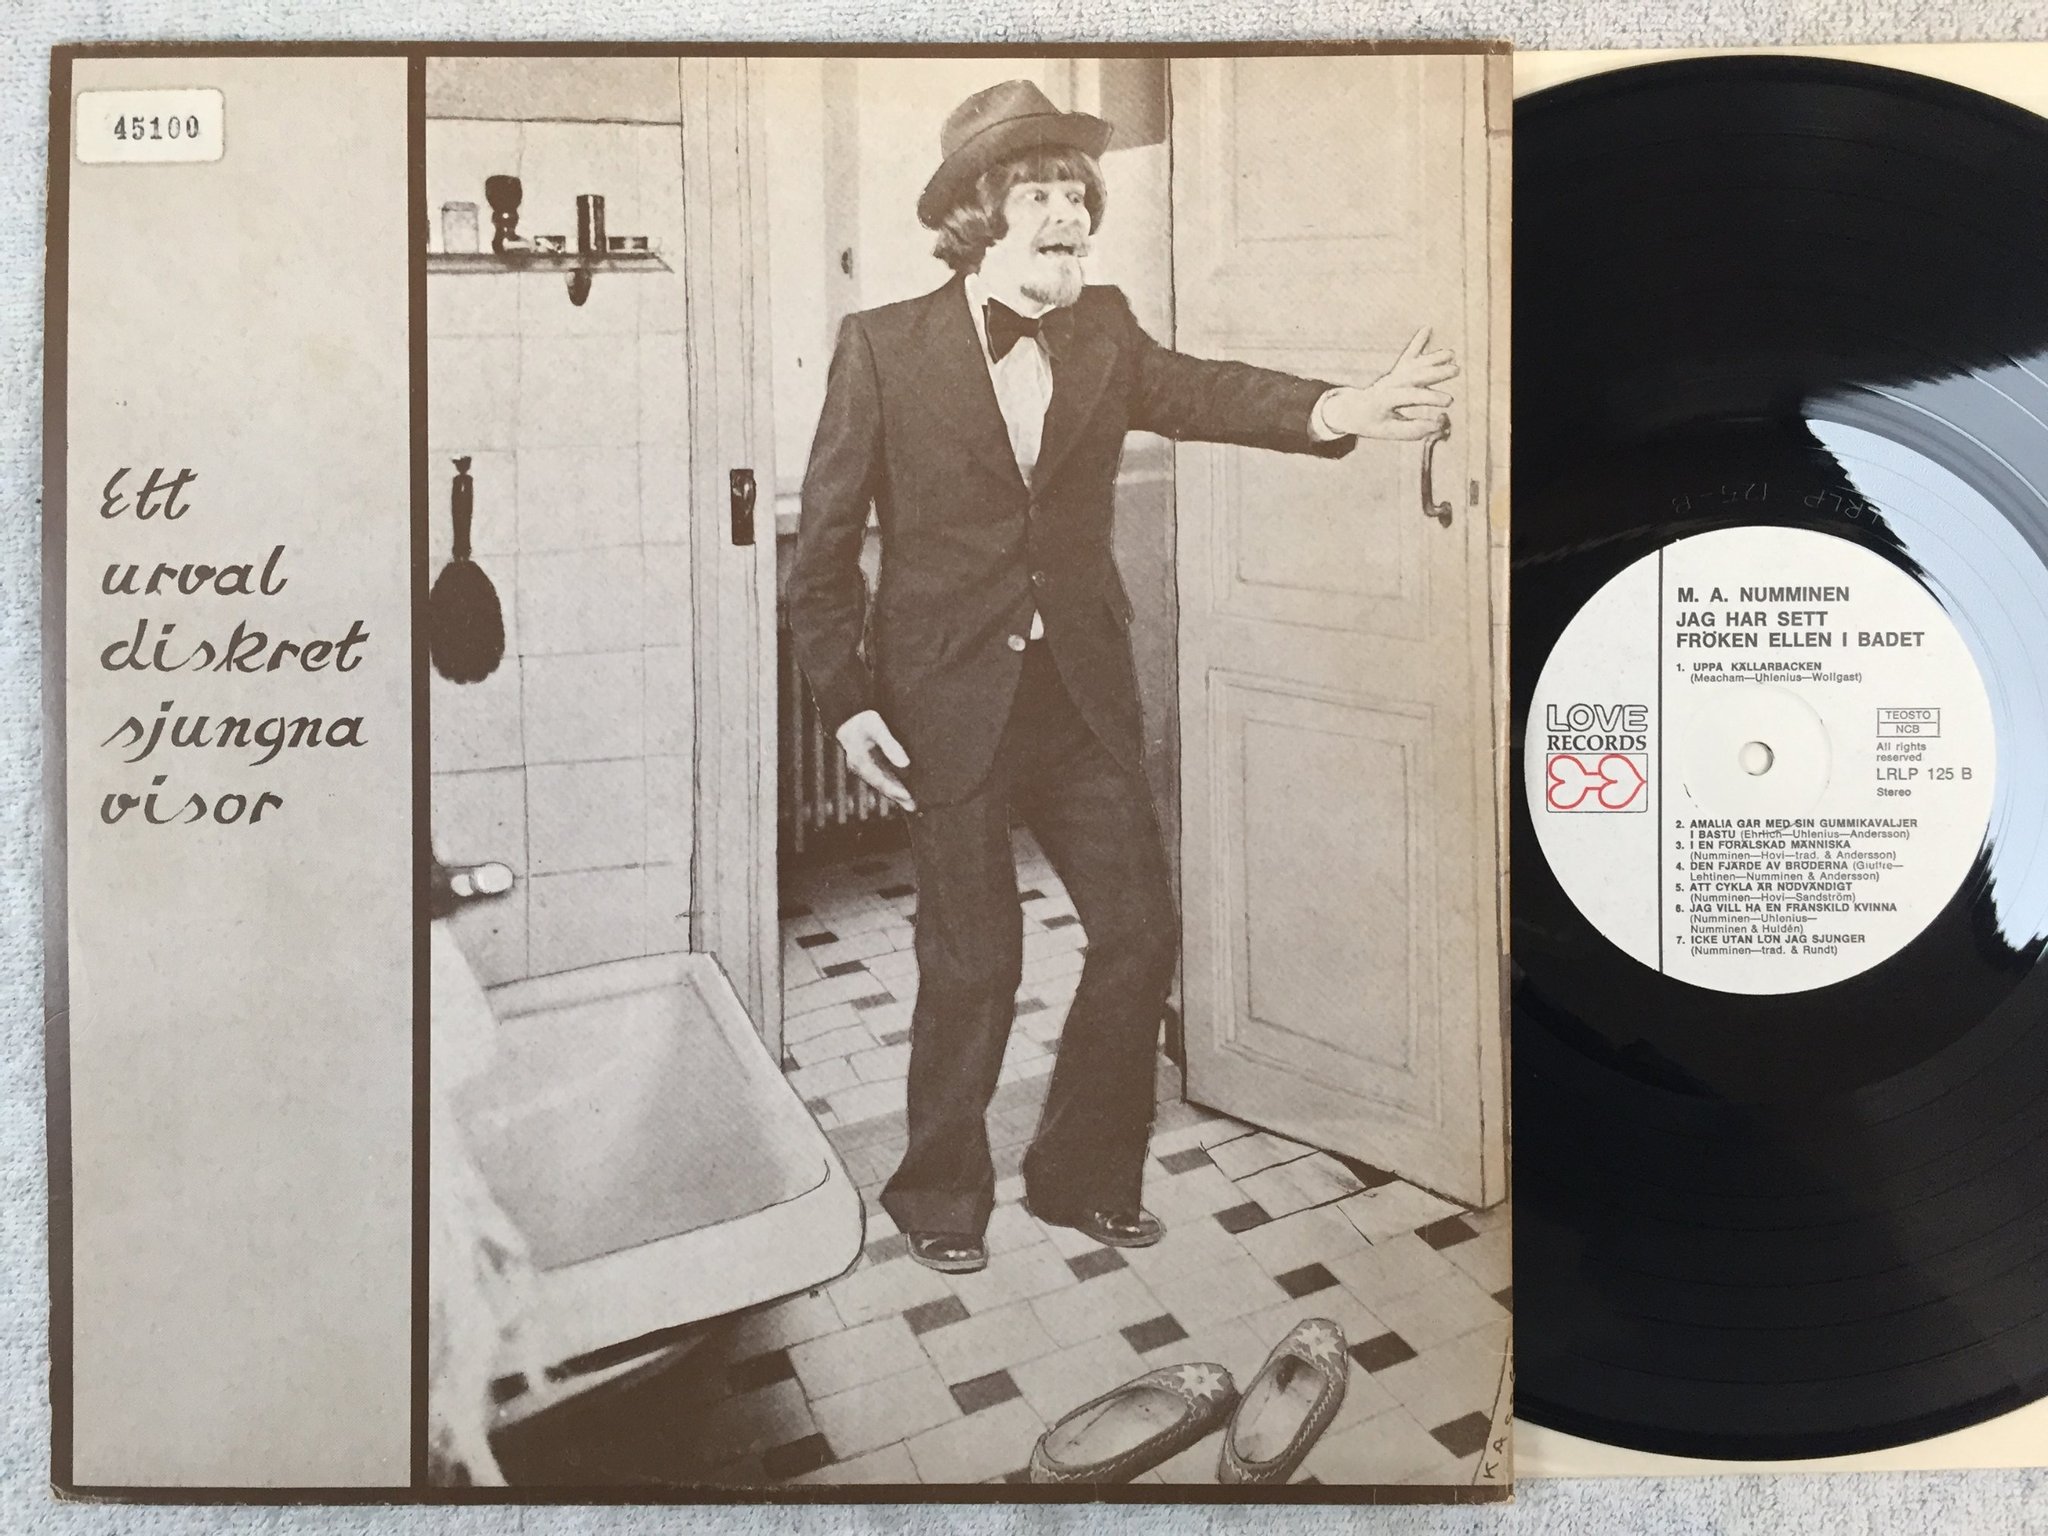 45100
Ett
urval
diskret
sjungna
visor
LRLP 125-B
M. A. NUMMINEN
JAG HAR SETT
FRÖKEN ELLEN I BADET
1. UPPÅ KÄLLARBACKEN
(Meacham—Uhlenius—Wollgast)
LOVE
RECORDS
TEOSTO
NCB
All rights
reserved
LRLP 125 B
Stereo
2. AMALIA GÅR MED SIN GUMMIKAVALJER
I BASTU (Ehrlich—Uhlenius—Andersson)
3. I EN FÖRÄLSKAD MÄNNISKA
(Numminen—Hovi—trad. & Andersson)
4. DEN FJÄRDE AV BRÖDERNA (Giuffre—
Lehtinen—Numminen & Andersson)
5. ATT CYKLA ÄR NÖDVÄNDIGT
(Numminen—Hovi—Sandström)
6. JAG VILL HA EN FRÅNSKILD KVINNA
(Numminen—Uhlenius—
Numminen & Huldén)
7. ICKE UTAN LÖN JAG SJUNGER
(Numminen—trad. & Rundt)